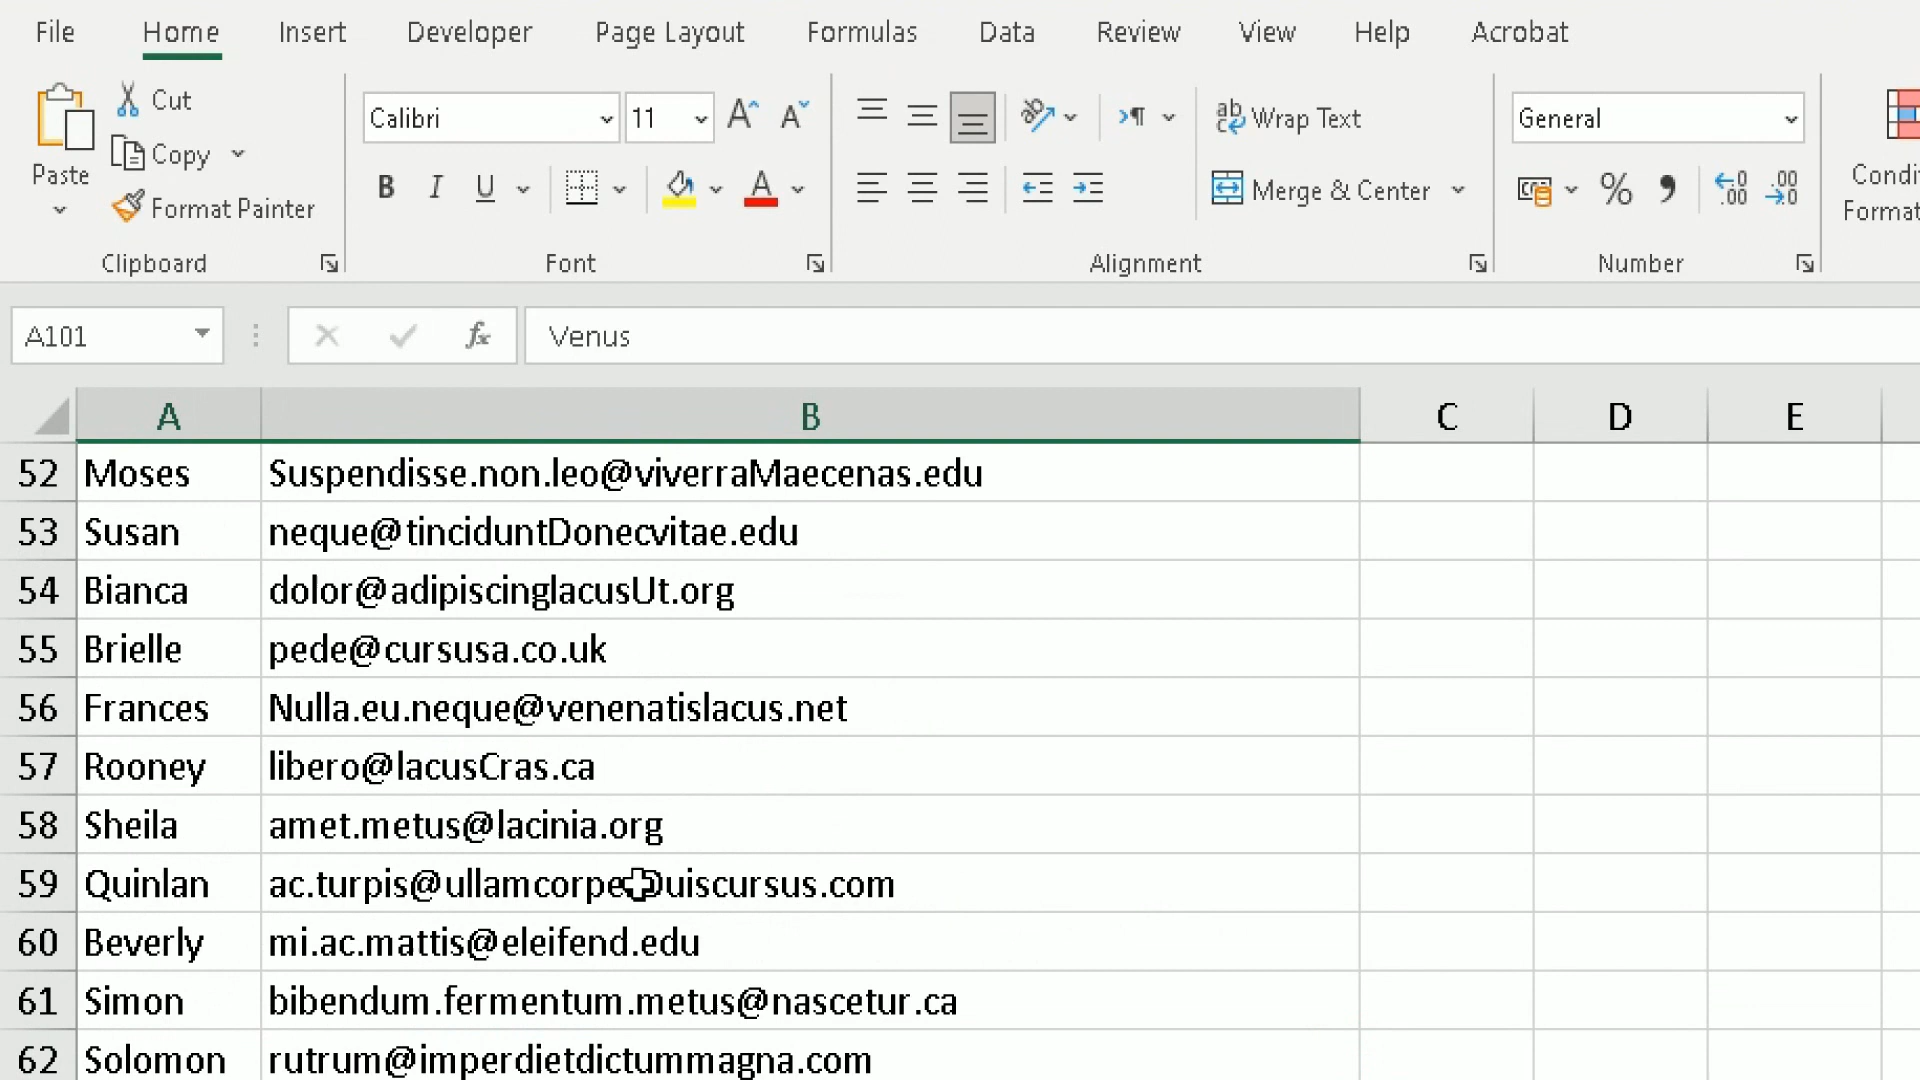 File Home Insert Developer Page Layout Formulas Data Review View Help Acrobat
Cut
Calibri 11 Wrap Text General
Copy
Paste
B I U Merge & Center % .00 .00
Format Painter
Condi
Format
Clipboard Font Alignment Number
A101 fx Venus
A B C D E
52 Moses Suspendisse.non.leo@viverraMaecenas.edu
53 Susan neque@tinciduntDonecvitae.edu
54 Bianca dolor@adipiscinglacusUt.org
55 Brielle pede@cursusa.co.uk
56 Frances Nulla.eu.neque@venenatislacus.net
57 Rooney libero@lacusCras.ca
58 Sheila amet.metus@lacinia.org
59 Quinlan
60 Beverly mi.ac.mattis@eleifend.edu
61 Simon bibendum.fermentum.metus@nascetur.ca
62 Solomon rutrum@imperdietdictummagna.com